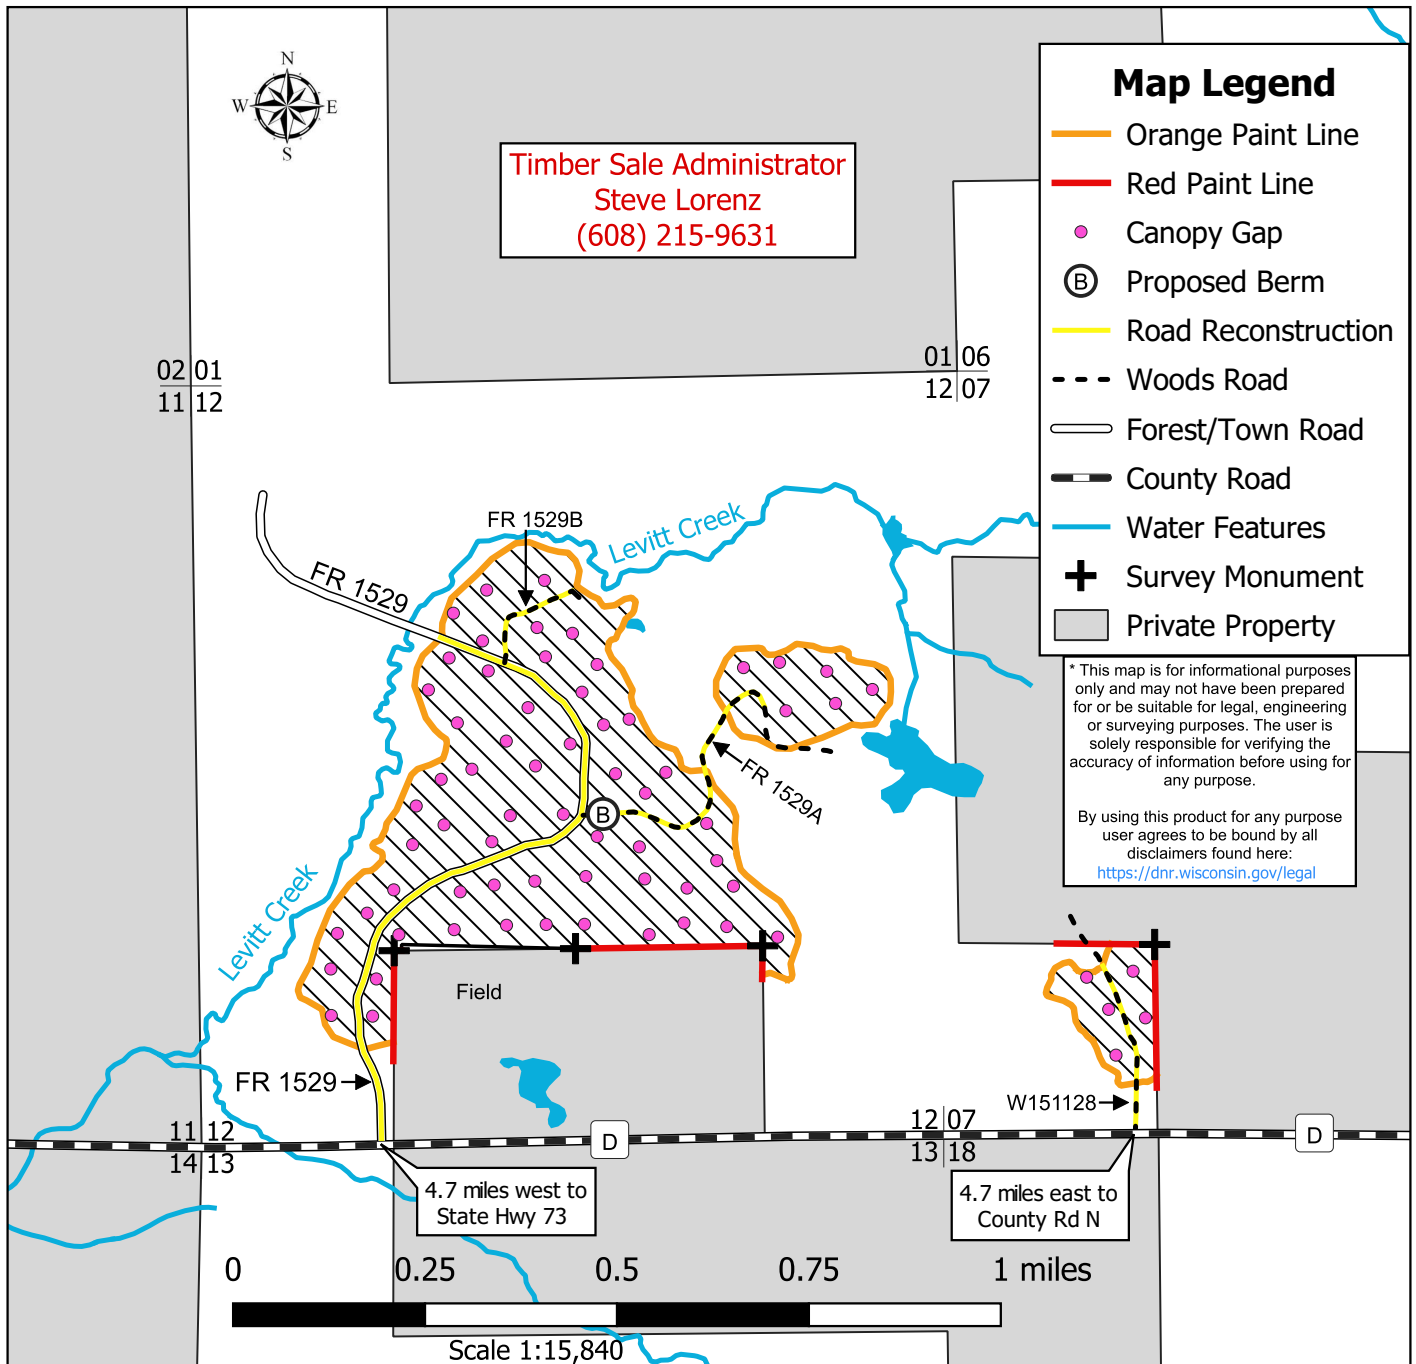 N
W E
S
Timber Sale Administrator
Steve Lorenz
(608) 215-9631
Map Legend
Orange Paint Line
Red Paint Line
Canopy Gap
B Proposed Berm
Road Reconstruction
Woods Road
Forest/Town Road
County Road
Water Features
Survey Monument
Private Property
* This map is for informational purposes
only and may not have been prepared
for or be suitable for legal, engineering
or surveying purposes. The user is
solely responsible for verifying the
accuracy of information before using for
any purpose.
By using this product for any purpose
user agrees to be bound by all
disclaimers found here:
https://dnr.wisconsin.gov/legal
02 01
11 12
01 06
12 07
FR 1529B
Levitt Creek
FR 1529
FR 1529A
B
Levitt Creek
Field
FR 1529
W151128
11 12
14 13
D
12 07
13 18
D
4.7 miles west to
State Hwy 73
4.7 miles east to
County Rd N
0 0.25 0.5 0.75 1 miles
Scale 1:15,840